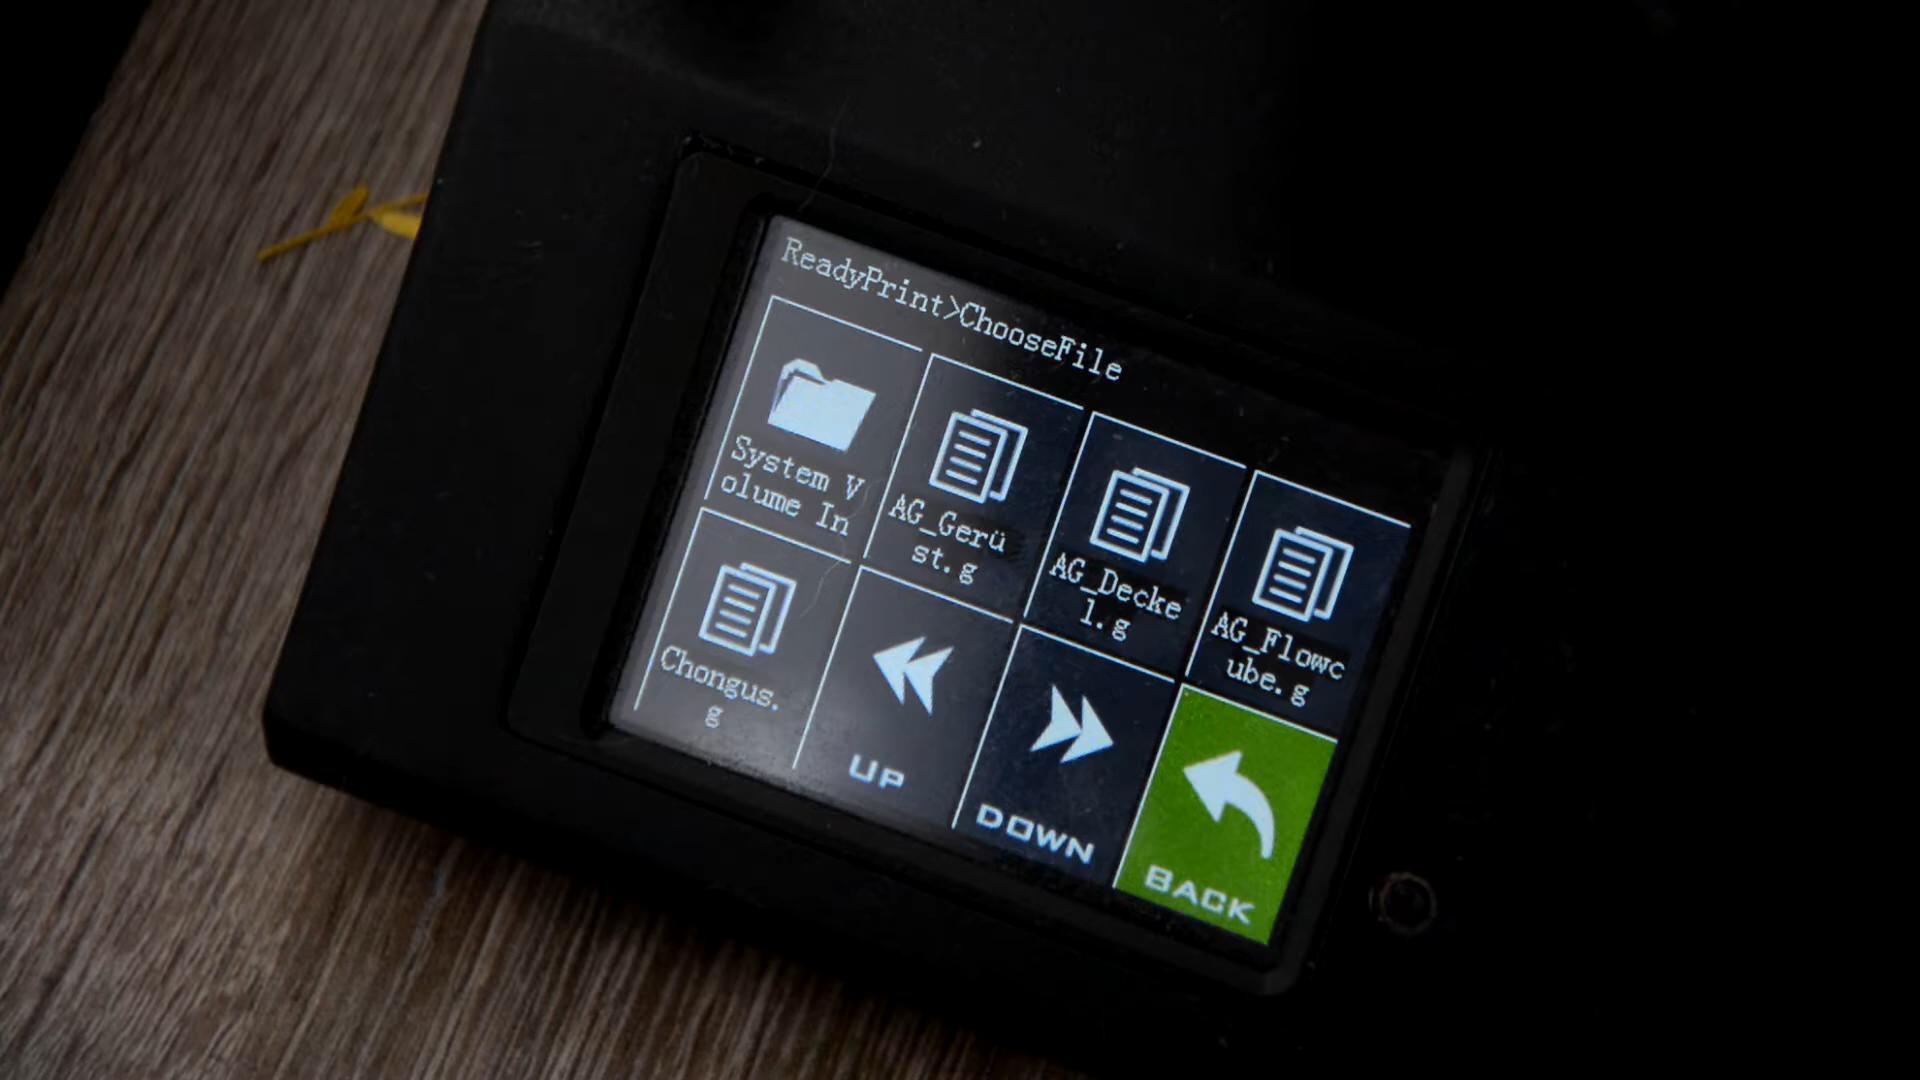 ReadyPrint>ChooseFile
System V
olume In
AG_Gerü
st.g
AG_Decke
l.g
AG_Flowc
ube.g
Chongus.
g
UP
DOWN
BACK